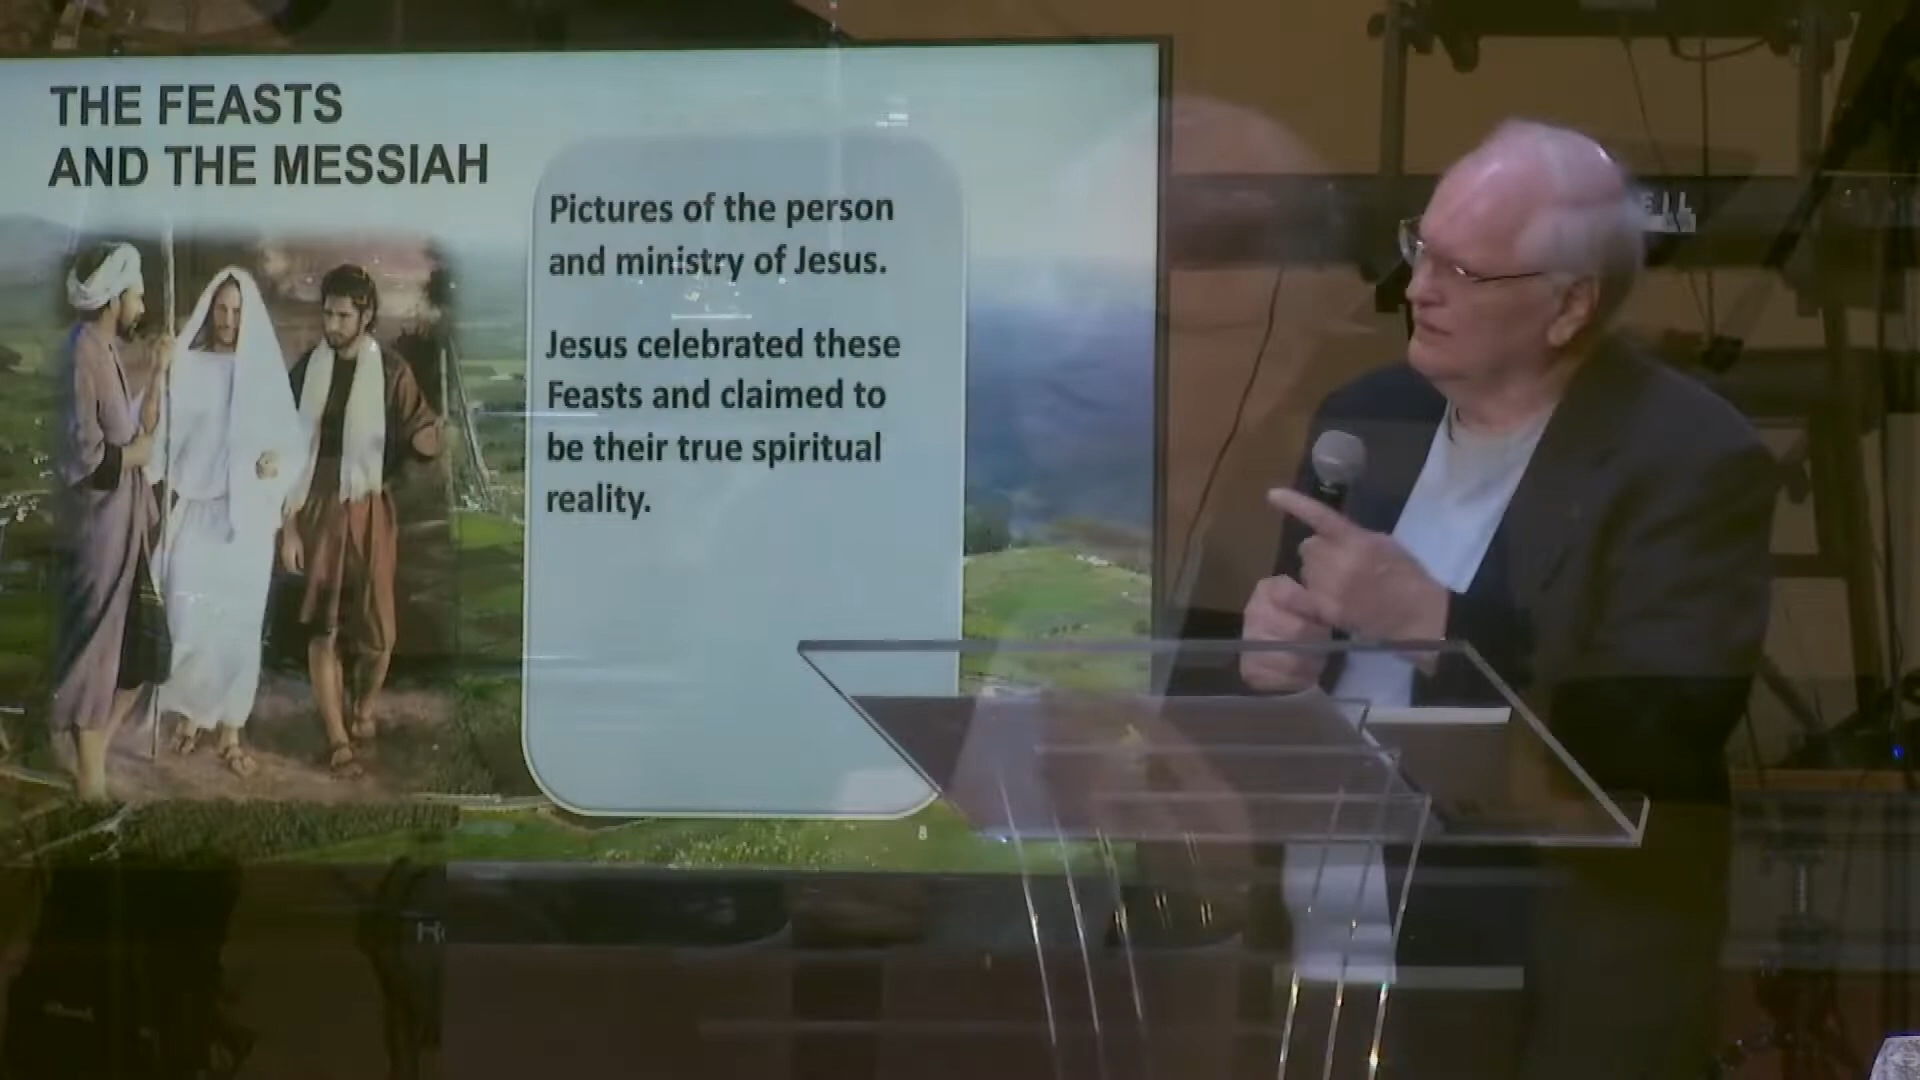 THE FEASTS
AND THE MESSIAH
Pictures of the person
and ministry of Jesus.
Jesus celebrated these
Feasts and claimed to
be their true spiritual
reality.
8